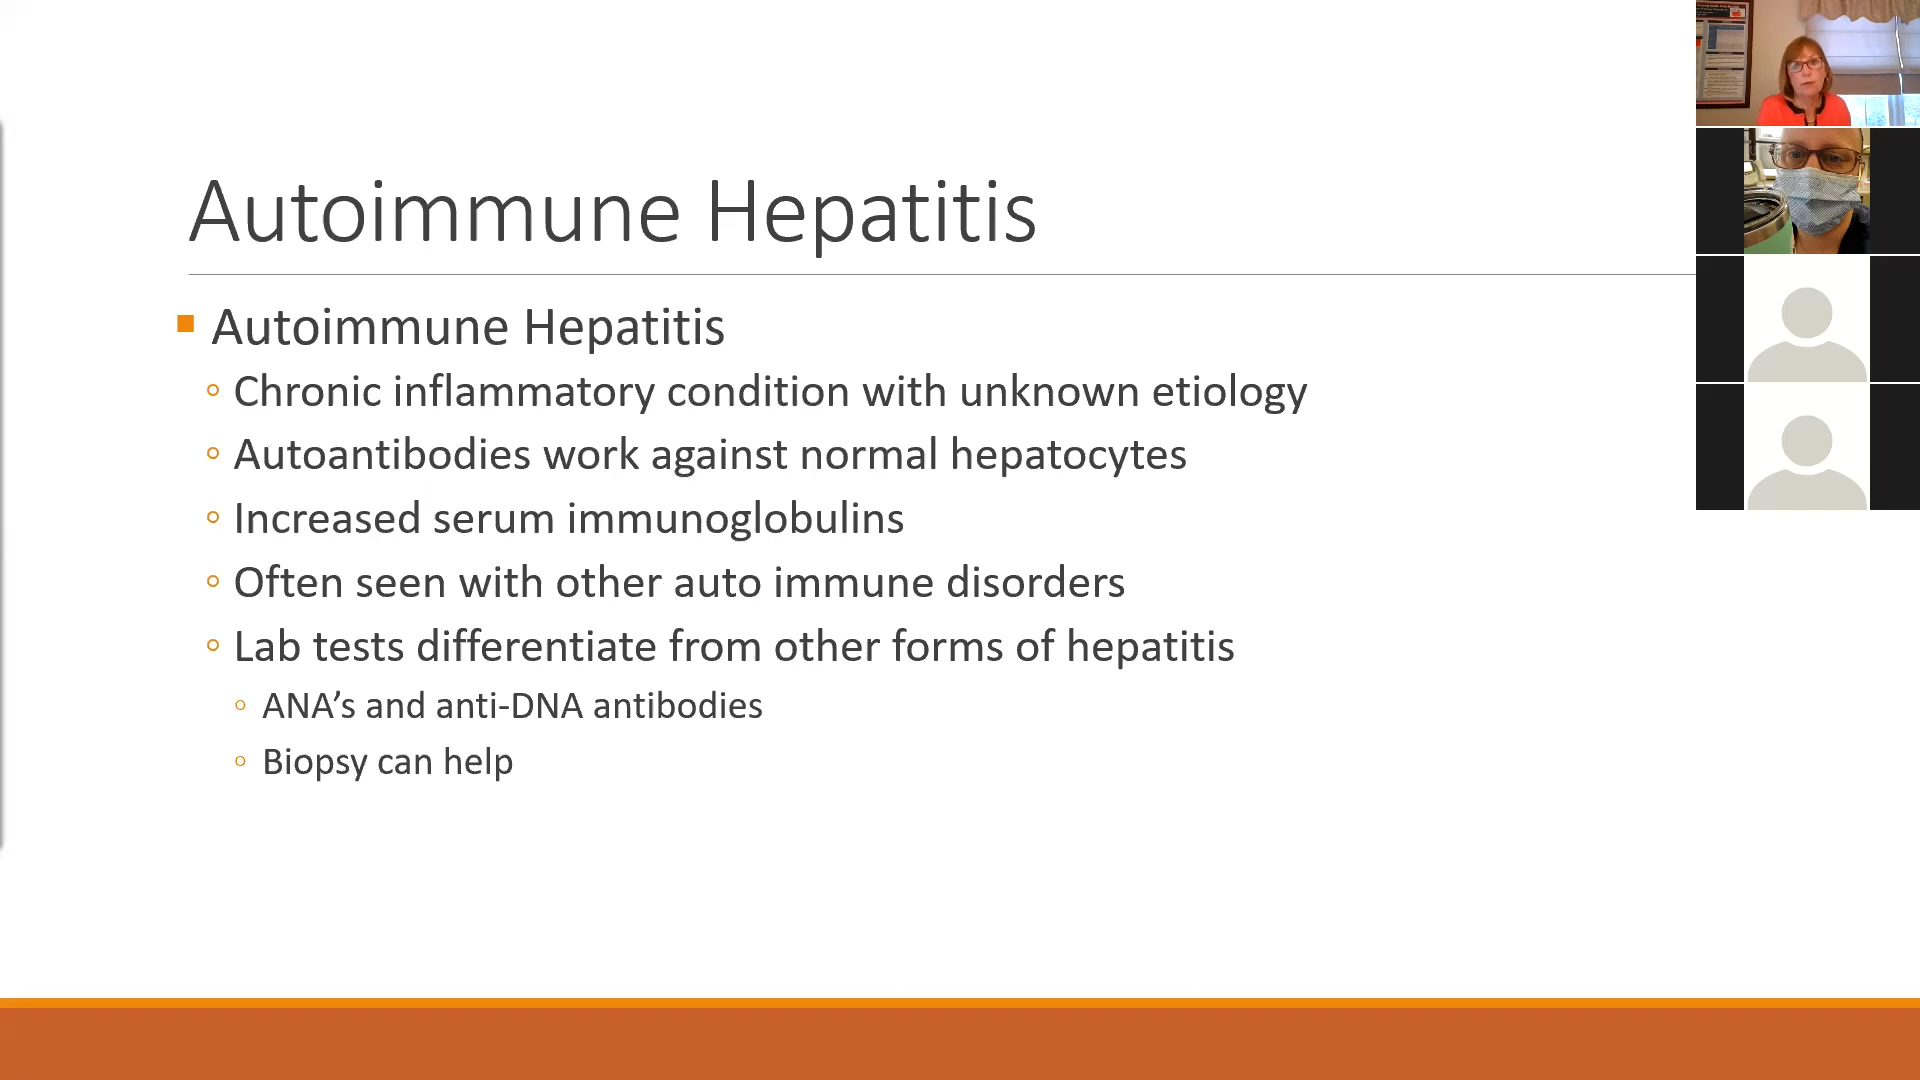 Autoimmune Hepatitis
Autoimmune Hepatitis
Chronic inflammatory condition with unknown etiology
Autoantibodies work against normal hepatocytes
Increased serum immunoglobulins
Often seen with other auto immune disorders
Lab tests differentiate from other forms of hepatitis
ANA’s and anti-DNA antibodies
Biopsy can help